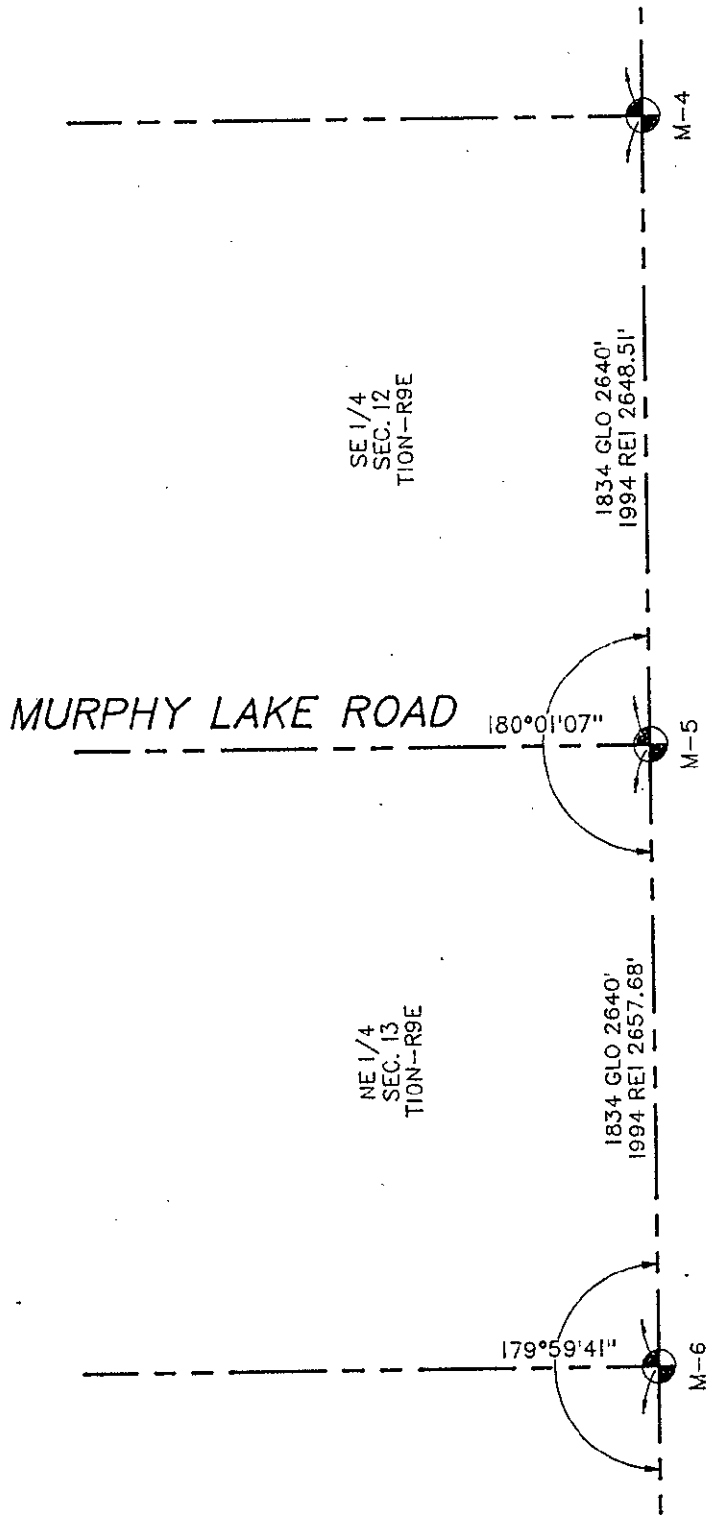 M-4
SE 1/4
SEC. 12
T10N-R9E
1834 GLO 2640'
1994 REI 2648.51'
MURPHY LAKE ROAD
180°01'07"
M-5
NE 1/4
SEC. 13
T10N-R9E
1834 GLO 2640'
1994 REI 2657.68'
179°59'41"
M-6